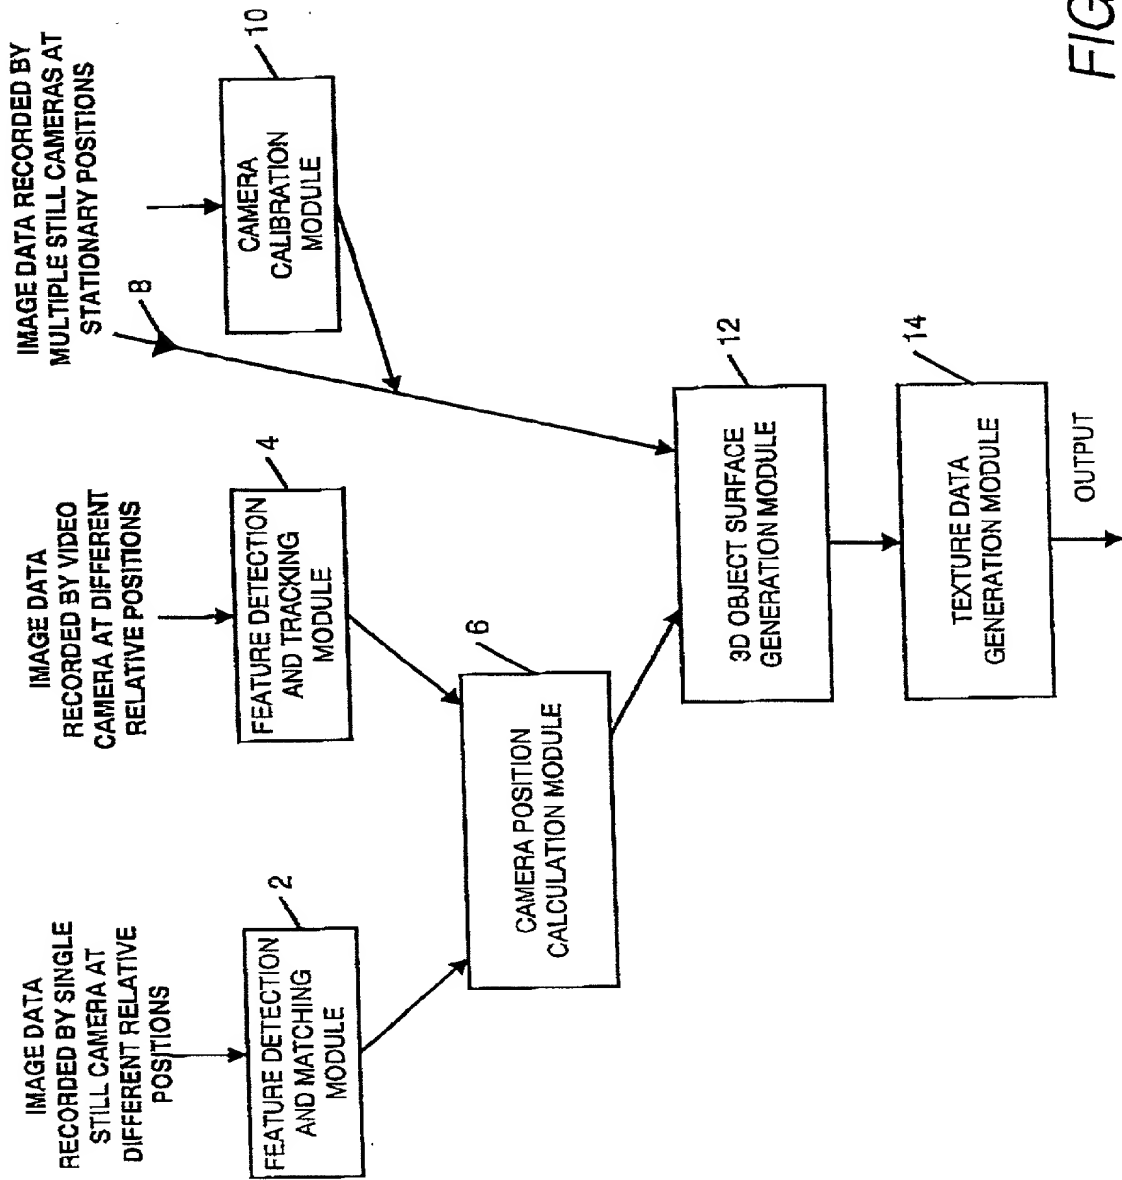 IMAGE DATA
RECORDED BY SINGLE
STILL CAMERA AT
DIFFERENT RELATIVE
POSITIONS
IMAGE DATA
RECORDED BY VIDEO
CAMERA AT DIFFERENT
RELATIVE POSITIONS
IMAGE DATA RECORDED BY
MULTIPLE STILL CAMERAS AT
STATIONARY POSITIONS
8
2
FEATURE DETECTION
AND MATCHING
MODULE
4
FEATURE DETECTION
AND TRACKING
MODULE
10
CAMERA
CALIBRATION
MODULE
6
CAMERA POSITION
CALCULATION MODULE
12
3D OBJECT SURFACE
GENERATION MODULE
14
TEXTURE DATA
GENERATION MODULE
OUTPUT
FIG